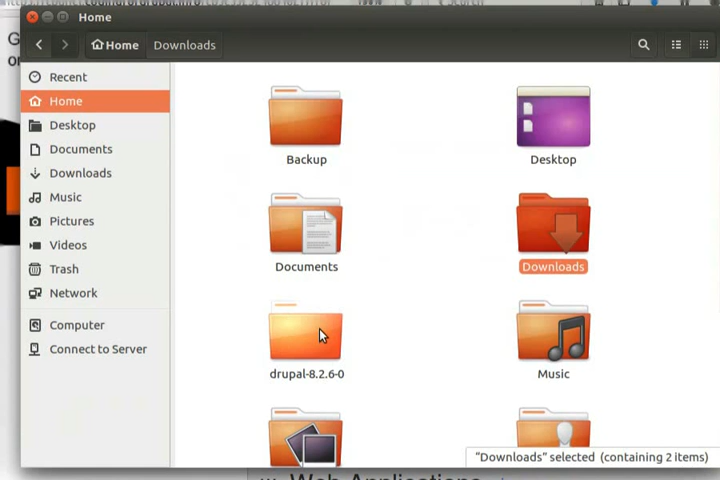 Home
Home Downloads
Recent
Home
Desktop
Documents
Downloads
Music
Pictures
Videos
Trash
Network
Computer
Connect to Server
Backup
Desktop
Documents
Downloads
drupal-8.2.6-0
Music
"Downloads" selected (containing 2 items)
Web Applications